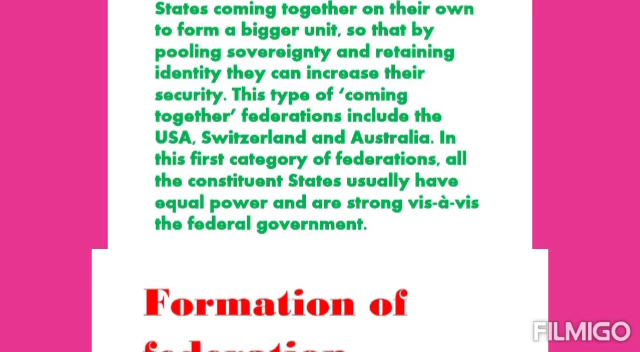 States coming together on their own
to form a bigger unit, so that by
pooling sovereignty and retaining
identity they can increase their
security. This type of ‘coming
together’ federations include the
USA, Switzerland and Australia. In
this first category of federations, all
the constituent States usually have
equal power and are strong vis-à-vis
the federal government.
Formation of
federation
FILMIGO